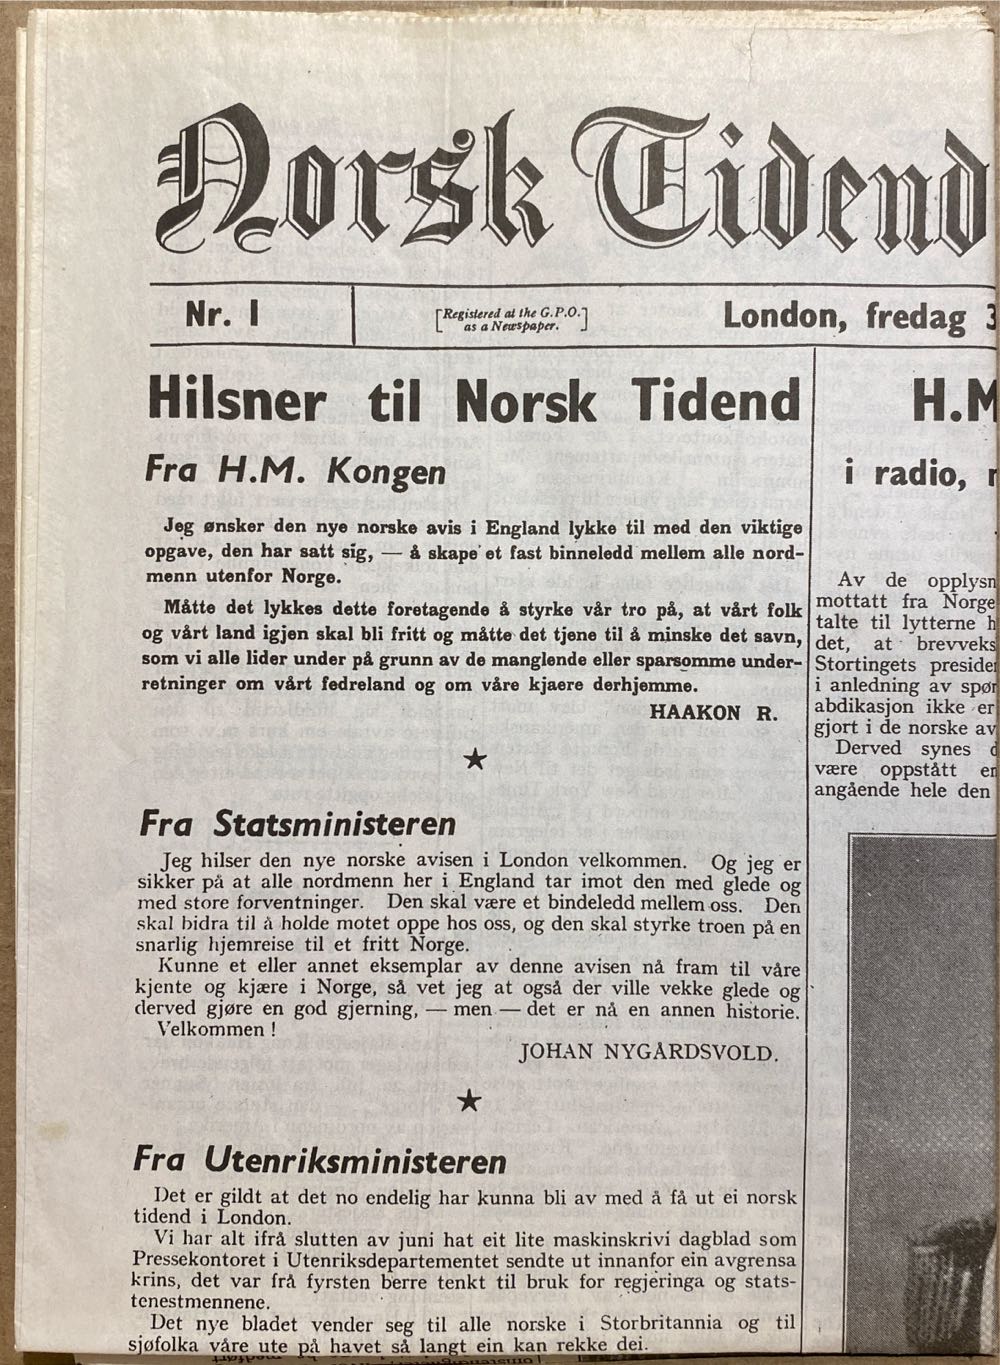 Norsk Tidend
Nr. 1
[Registered at the G.P.O.
as a Newspaper.]
London, fredag 3
Hilsner til Norsk Tidend
Fra H.M. Kongen
Jeg ønsker den nye norske avis i England lykke til med den viktige
opgave, den har satt sig, — å skape et fast binneledd mellem alle nord-
menn utenfor Norge.
Måtte det lykkes dette foretagende å styrke vår tro på, at vårt folk
og vårt land igjen skal bli fritt og måtte det tjene til å minske det savn,
som vi alle lider under på grunn av de manglende eller sparsomme under-
retninger om vårt fedreland og om våre kjaere derhjemme.
HAAKON R.
Fra Statsministeren
Jeg hilser den nye norske avisen i London velkommen. Og jeg er
sikker på at alle nordmenn her i England tar imot den med glede og
med store forventninger. Den skal være et bindeledd mellem oss. Den
skal bidra til å holde motet oppe hos oss, og den skal styrke troen på en
snarlig hjemreise til et fritt Norge.
Kunne et eller annet eksemplar av denne avisen nå fram til våre
kjente og kjære i Norge, så vet jeg at også der ville vekke glede og
derved gjøre en god gjerning, — men — det er nå en annen historie.
Velkommen !
JOHAN NYGÅRDSVOLD.
Fra Utenriksministeren
Det er gildt at det no endelig har kunna bli av med å få ut ei norsk
tidend i London.
Vi har alt ifrå slutten av juni hat eit lite maskinskrivi dagblad som
Pressekontoret i Utenriksdepartementet sendte ut innanfor ein avgrensa
krins, det var frå fyrsten berre tenkt til bruk for regjeringa og stats-
tenestmennene.
Det nye bladet vender seg til alle norske i Storbritannia og til
sjøfolka våre ute på havet så langt ein kan rekke dei.
H.M
i radio,
Av de opplysn
mottatt fra Norge
talte til lytterne h
det, at brevveks
Stortingets preside
i anledning av spør
abdikasjon ikke er
gjort i de norske av
Derved synes d
være oppstått en
angående hele den